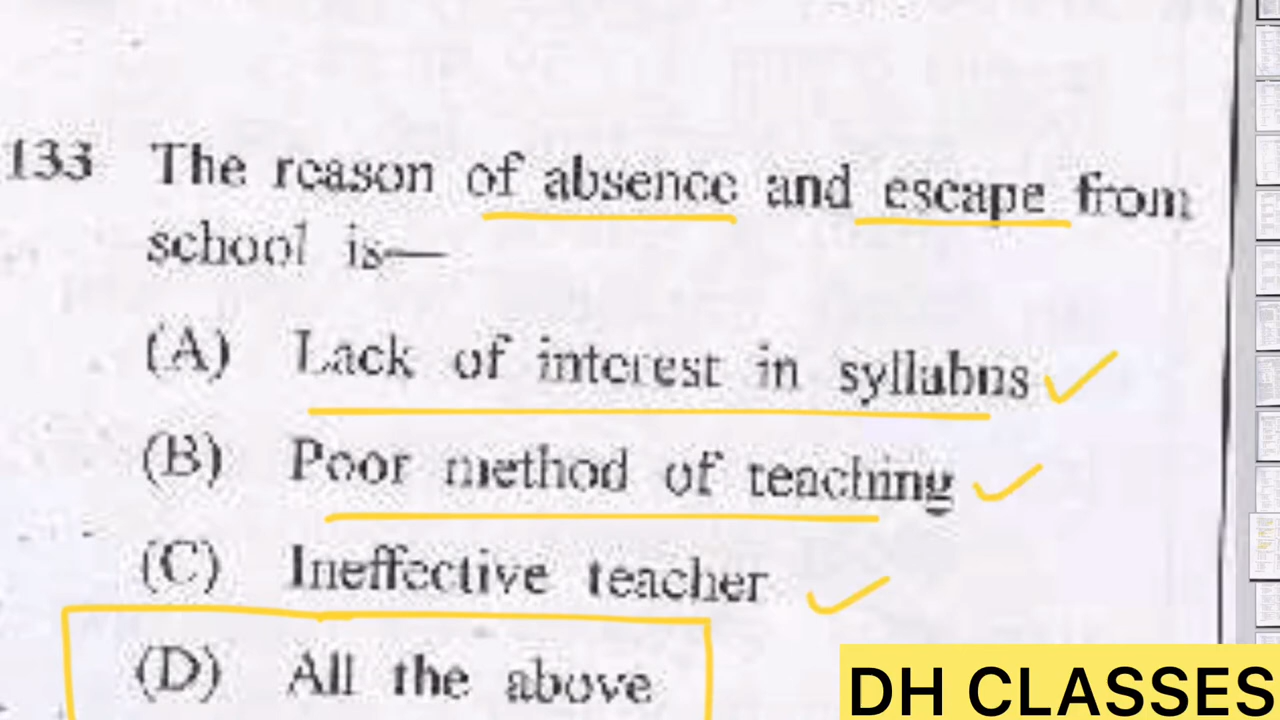 133 The reason of absence and escape from
school is—
(A) Lack of interest in syllabus
(B) Poor method of teaching
(C) Ineffective teacher
(D) All the above
DH CLASSES